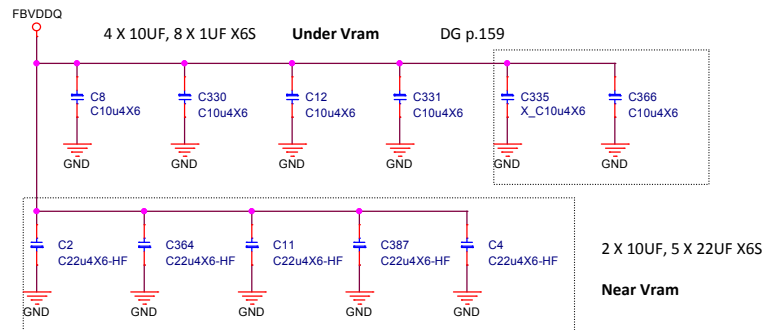 FBVDDQ
4 X 10UF, 8 X 1UF X6S Under Vram DG p.159
C8 C330 C12 C331 C335 C366
C10u4X6 C10u4X6 C10u4X6 C10u4X6 X_C10u4X6 C10u4X6
GND GND GND GND GND GND
C2 C364 C11 C387 C4
C22u4X6-HF C22u4X6-HF C22u4X6-HF C22u4X6-HF C22u4X6-HF
2 X 10UF, 5 X 22UF X6S
Near Vram
GND GND GND GND GND